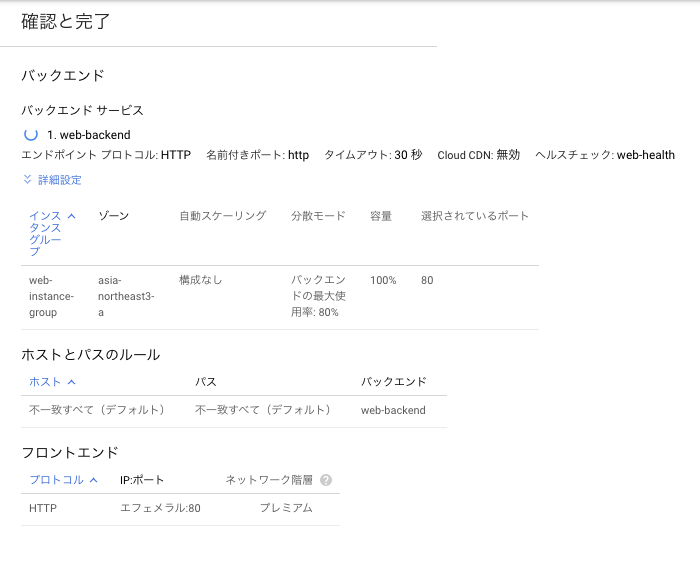 確認と完了
バックエンド
バックエンド サービス
1. web-backend
エンドポイント プロトコル: HTTP 名前付きポート: http タイムアウト: 30 秒 Cloud CDN: 無効 ヘルスチェック: web-health
詳細設定
インス
タンス
グルー
プ
ゾーン
自動スケーリング
分散モード
容量
選択されているポート
web-
instance-
group
asia-
northeast3-
a
構成なし
バックエン
ドの最大使
用率: 80%
100%
80
ホストとパスのルール
ホスト パス バックエンド
不一致すべて（デフォルト） 不一致すべて（デフォルト） web-backend
フロントエンド
プロトコル IP:ポート ネットワーク階層 ?
HTTP エフェメラル:80 プレミアム